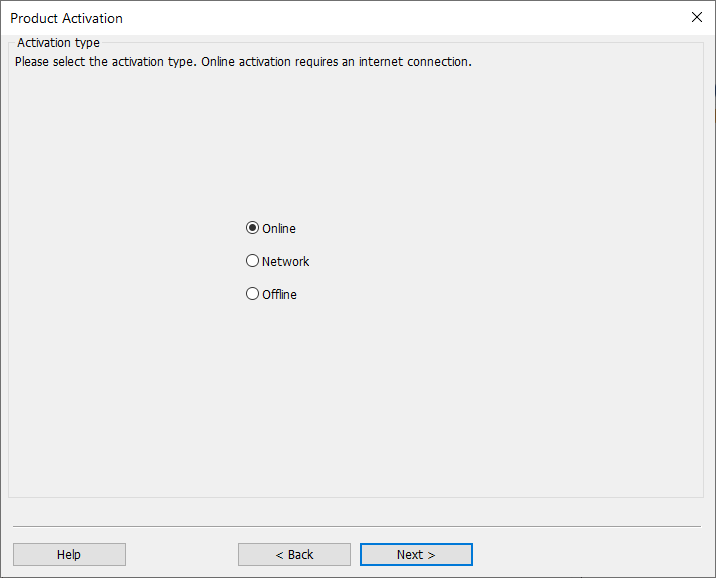 Product Activation
Activation type
Please select the activation type. Online activation requires an internet connection.
Online
Network
Offline
Help
< Back
Next >